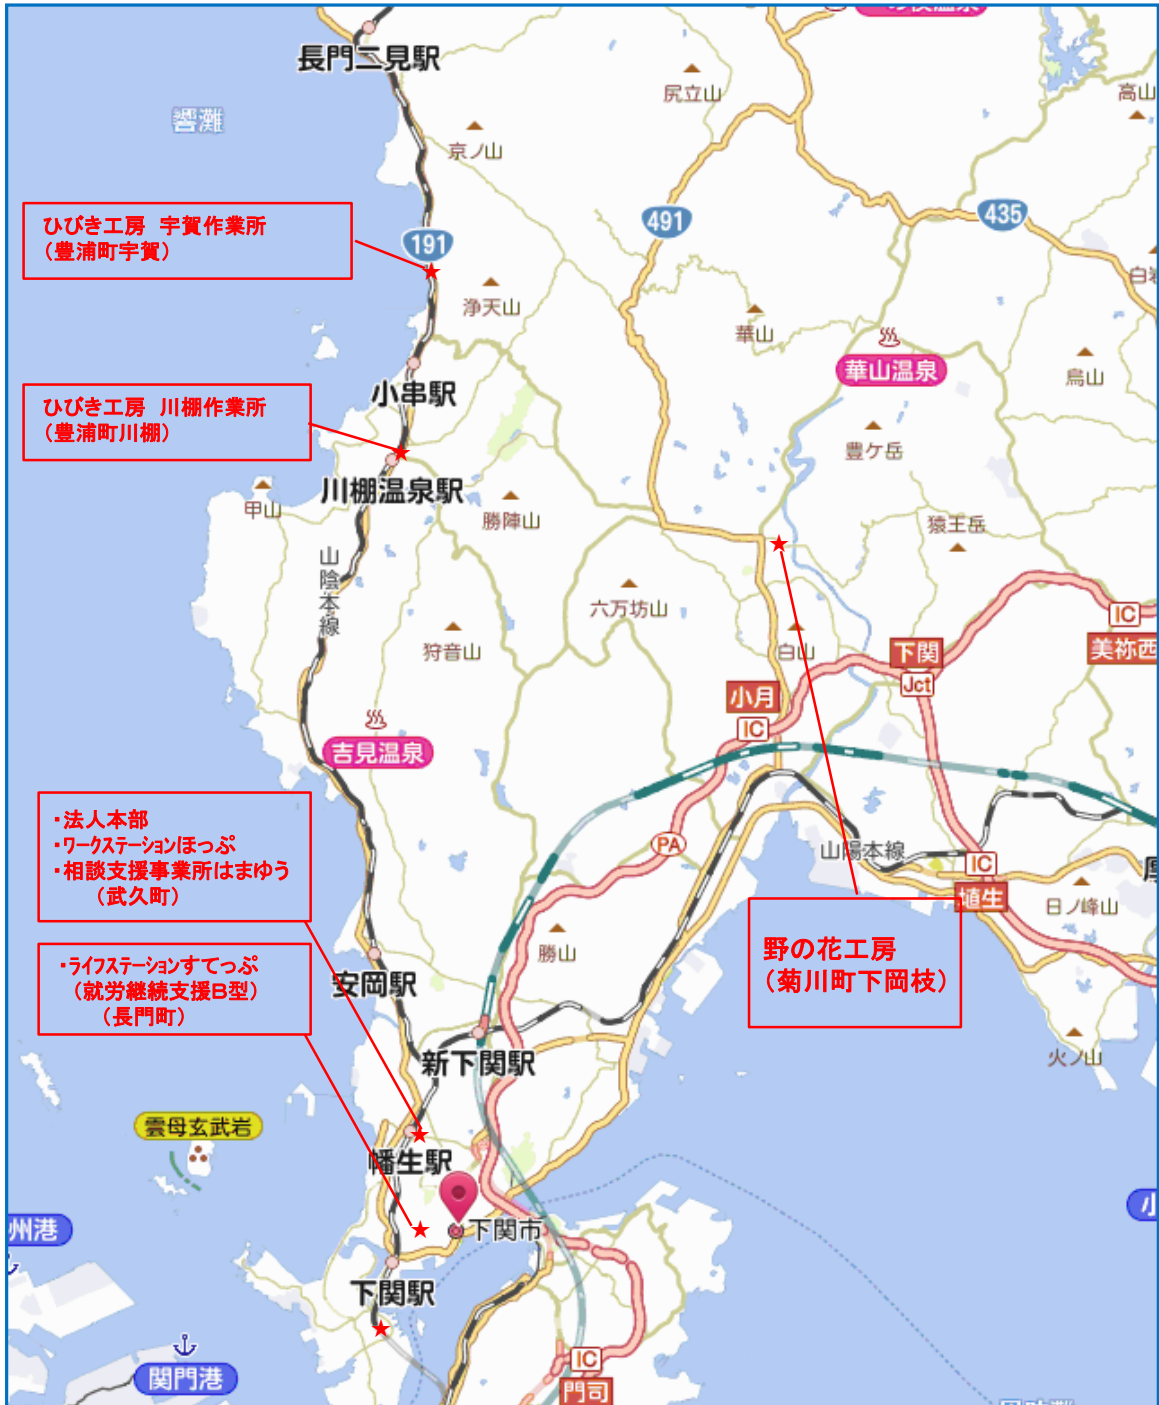 の俣温泉
長門二見駅
尻立山
高山
響灘
京ノ山
ひびき工房 宇賀作業所
(豊浦町宇賀)
191
491
435
浄天山
白岩
華山
華山温泉
烏山
小串駅
ひびき工房 川棚作業所
(豊浦町川棚)
豊ケ岳
川棚温泉駅
甲山
勝陣山
猿王岳
山陰本線
六万坊山
IC
狩音山
白山
下関
美祢西
Jct
小月
IC
吉見温泉
・法人本部
・ワークステーションほっぷ
・相談支援事業所はまゆう
(武久町)
PA
山陽本線
IC
埴生
日ノ峰山
野の花工房
(菊川町下岡枝)
勝山
・ライフステーションすてっぷ
(就労継続支援B型)
(長門町)
安岡駅
新下関駅
火ノ山
雲母玄武岩
幡生駅
州港
下関市
小
下関駅
関門港
IC
門司